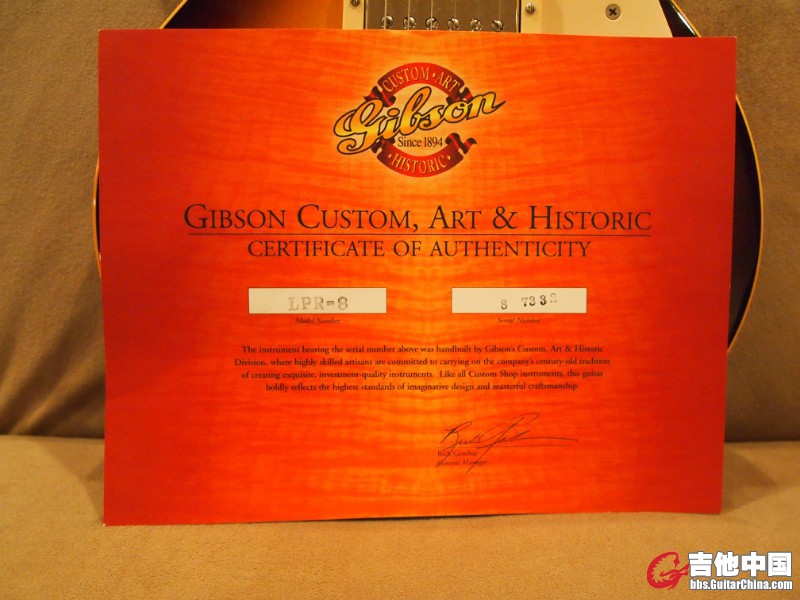 CUSTOM · ART
Gibson
Since 1894
· HISTORIC ·
GIBSON CUSTOM, ART & HISTORIC
CERTIFICATE OF AUTHENTICITY
LPR-8
8 7332
Model Number
Serial Number
The instrument bearing the serial number above was handbuilt by Gibson's Custom, Art & Historic
Division, where highly skilled artisans are committed to carrying on the company's century-old tradition
of creating exquisite, investment-quality instruments. Like all Custom Shop instruments, this guitar
boldly reflects the highest standards of imaginative design and masterful craftsmanship
Rick Gembar
General Manager
吉他中国
bbs.GuitarChina.com